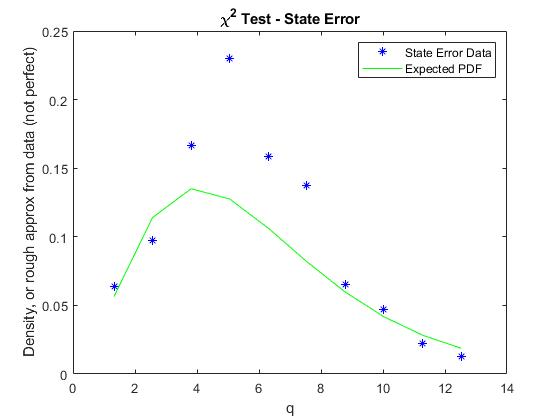 χ² Test - State Error
0.25
0.2
0.15
0.1
0.05
0
0
2
4
6
8
10
12
14
Density, or rough approx from data (not perfect)
q
State Error Data
Expected PDF